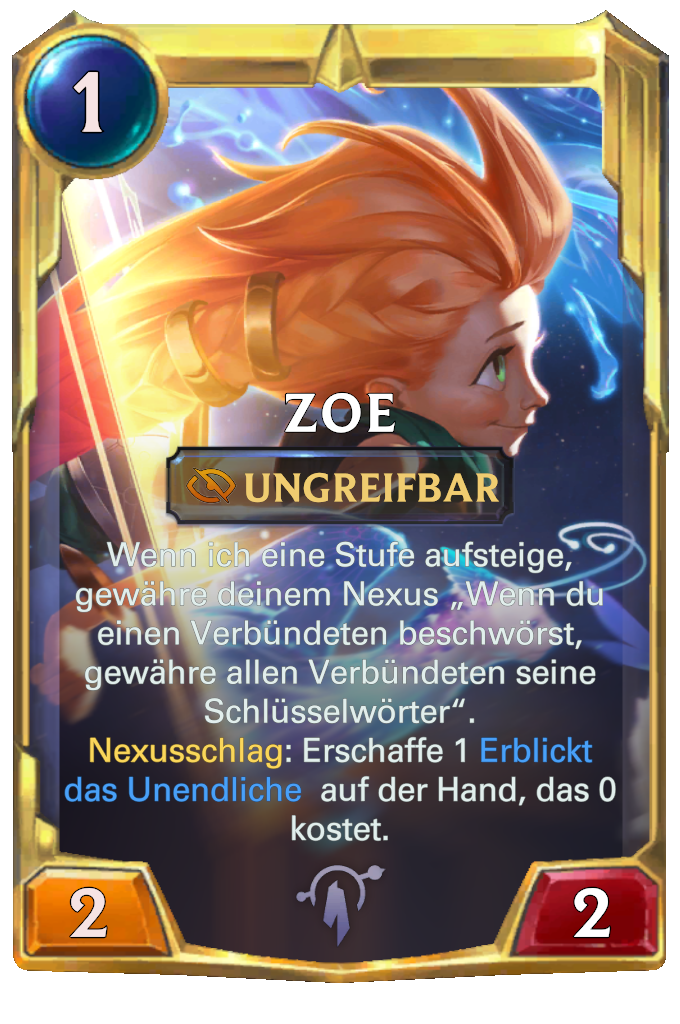 1
ZOE
UNGREIFBAR
Wenn ich eine Stufe aufsteige,
gewähre deinem Nexus „Wenn du
einen Verbündeten beschwörst,
gewähre allen Verbündeten seine
Schlüsselwörter“.
Nexusschlag: Erschaffe 1 Erblickt
das Unendliche auf der Hand, das 0
kostet.
2
2